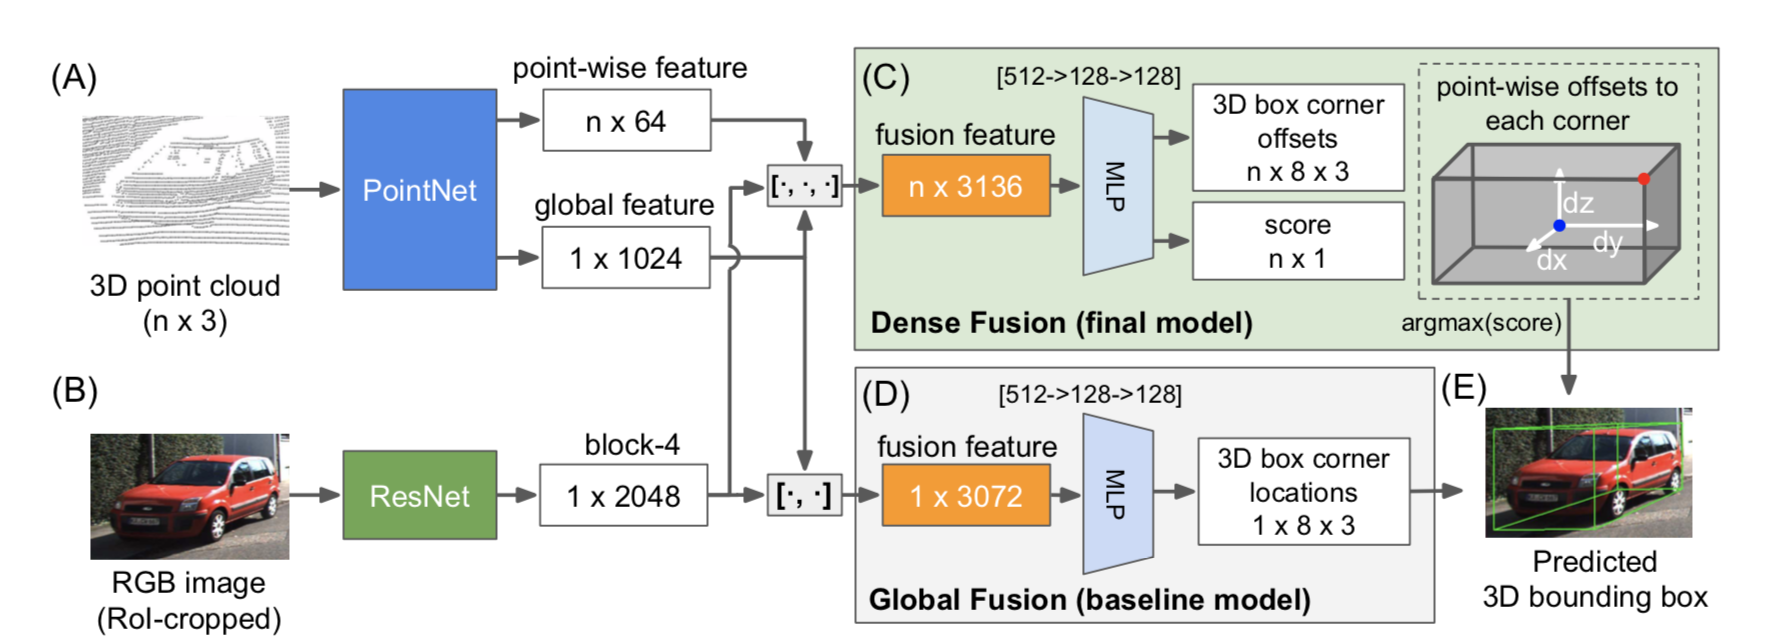 (A)
3D point cloud
(n x 3)
PointNet
point-wise feature
n x 64
global feature
1 x 1024
[·, ·, ·]
(B)
RGB image
(RoI-cropped)
ResNet
block-4
1 x 2048
[·, ·]
(C)
[512->128->128]
fusion feature
n x 3136
MLP
3D box corner
offsets
n x 8 x 3
score
n x 1
point-wise offsets to
each corner
dz
dy
dx
Dense Fusion (final model)
argmax(score)
(D)
[512->128->128]
fusion feature
1 x 3072
MLP
3D box corner
locations
1 x 8 x 3
Global Fusion (baseline model)
(E)
Predicted
3D bounding box